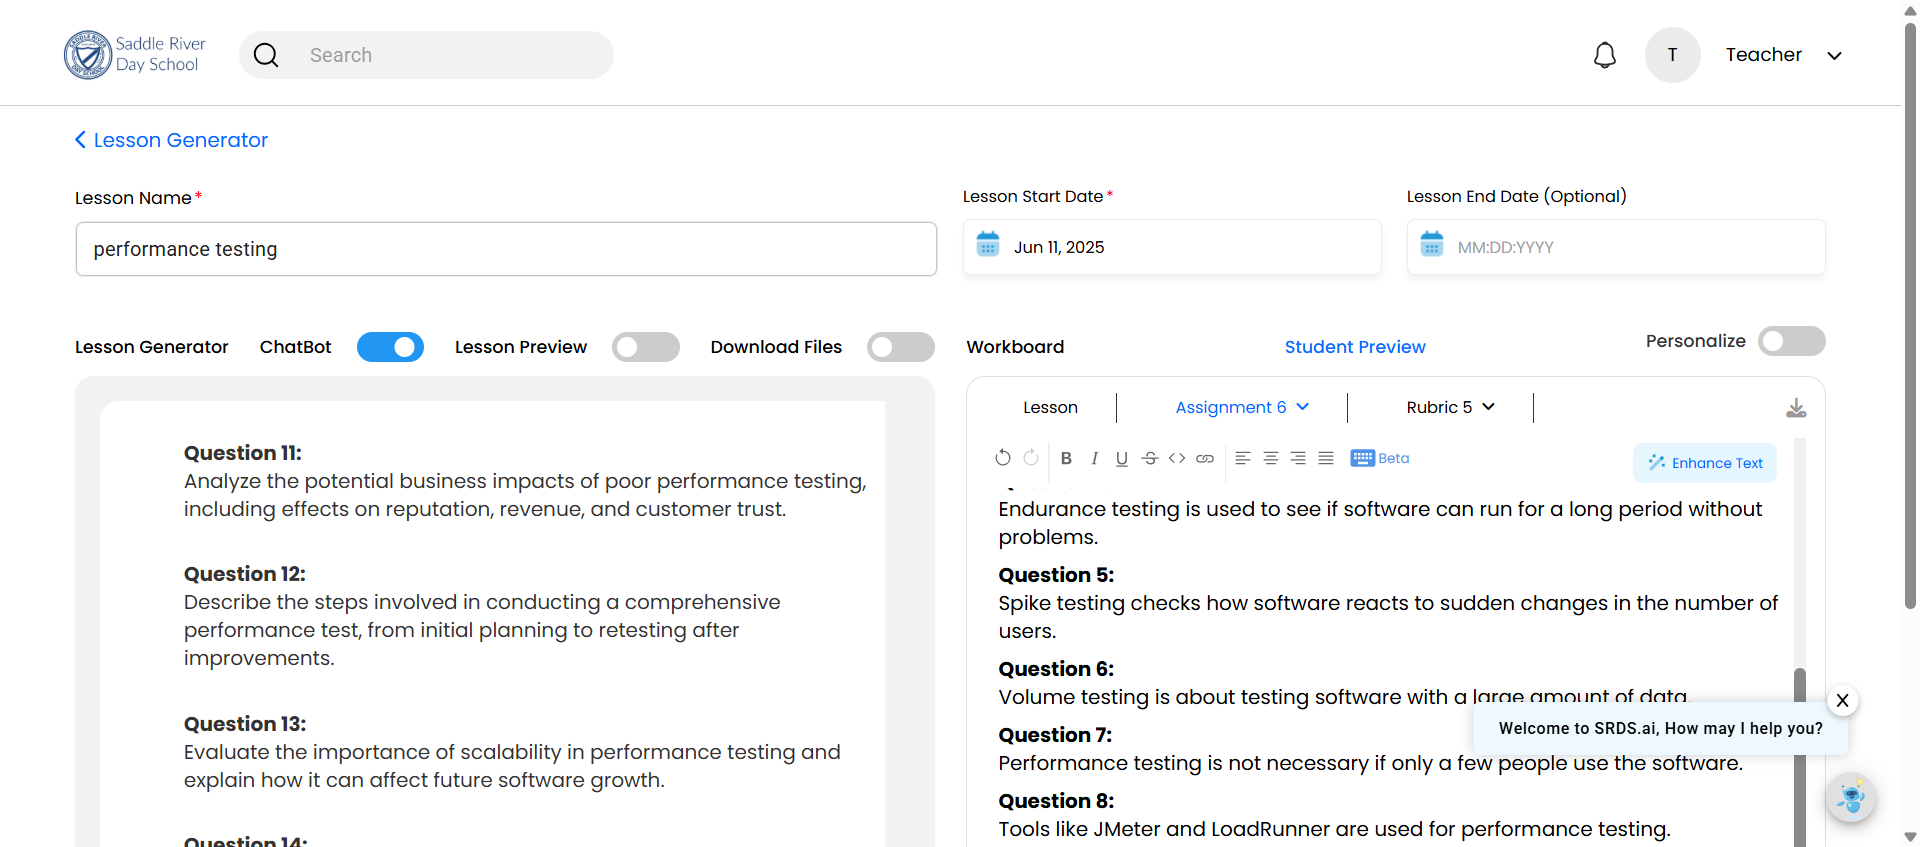 Saddle River
Day School
Search
T
Teacher
Lesson Generator
Lesson Name*
Lesson Start Date*
Lesson End Date (Optional)
performance testing
Jun 11, 2025
MM:DD:YYYY
Lesson Generator
ChatBot
Lesson Preview
Download Files
Workboard
Student Preview
Personalize
Question 11:
Analyze the potential business impacts of poor performance testing,
including effects on reputation, revenue, and customer trust.
Question 12:
Describe the steps involved in conducting a comprehensive
performance test, from initial planning to retesting after
improvements.
Question 13:
Evaluate the importance of scalability in performance testing and
explain how it can affect future software growth.
Question 14:
Lesson
Assignment 6
Rubric 5
B I U S
Beta
Enhance Text
Endurance testing is used to see if software can run for a long period without
problems.
Question 5:
Spike testing checks how software reacts to sudden changes in the number of
users.
Question 6:
Volume testing is about testing software with a large amount of data.
Question 7:
Performance testing is not necessary if only a few people use the software.
Question 8:
Tools like JMeter and LoadRunner are used for performance testing.
X
Welcome to SRDS.ai, How may I help you?